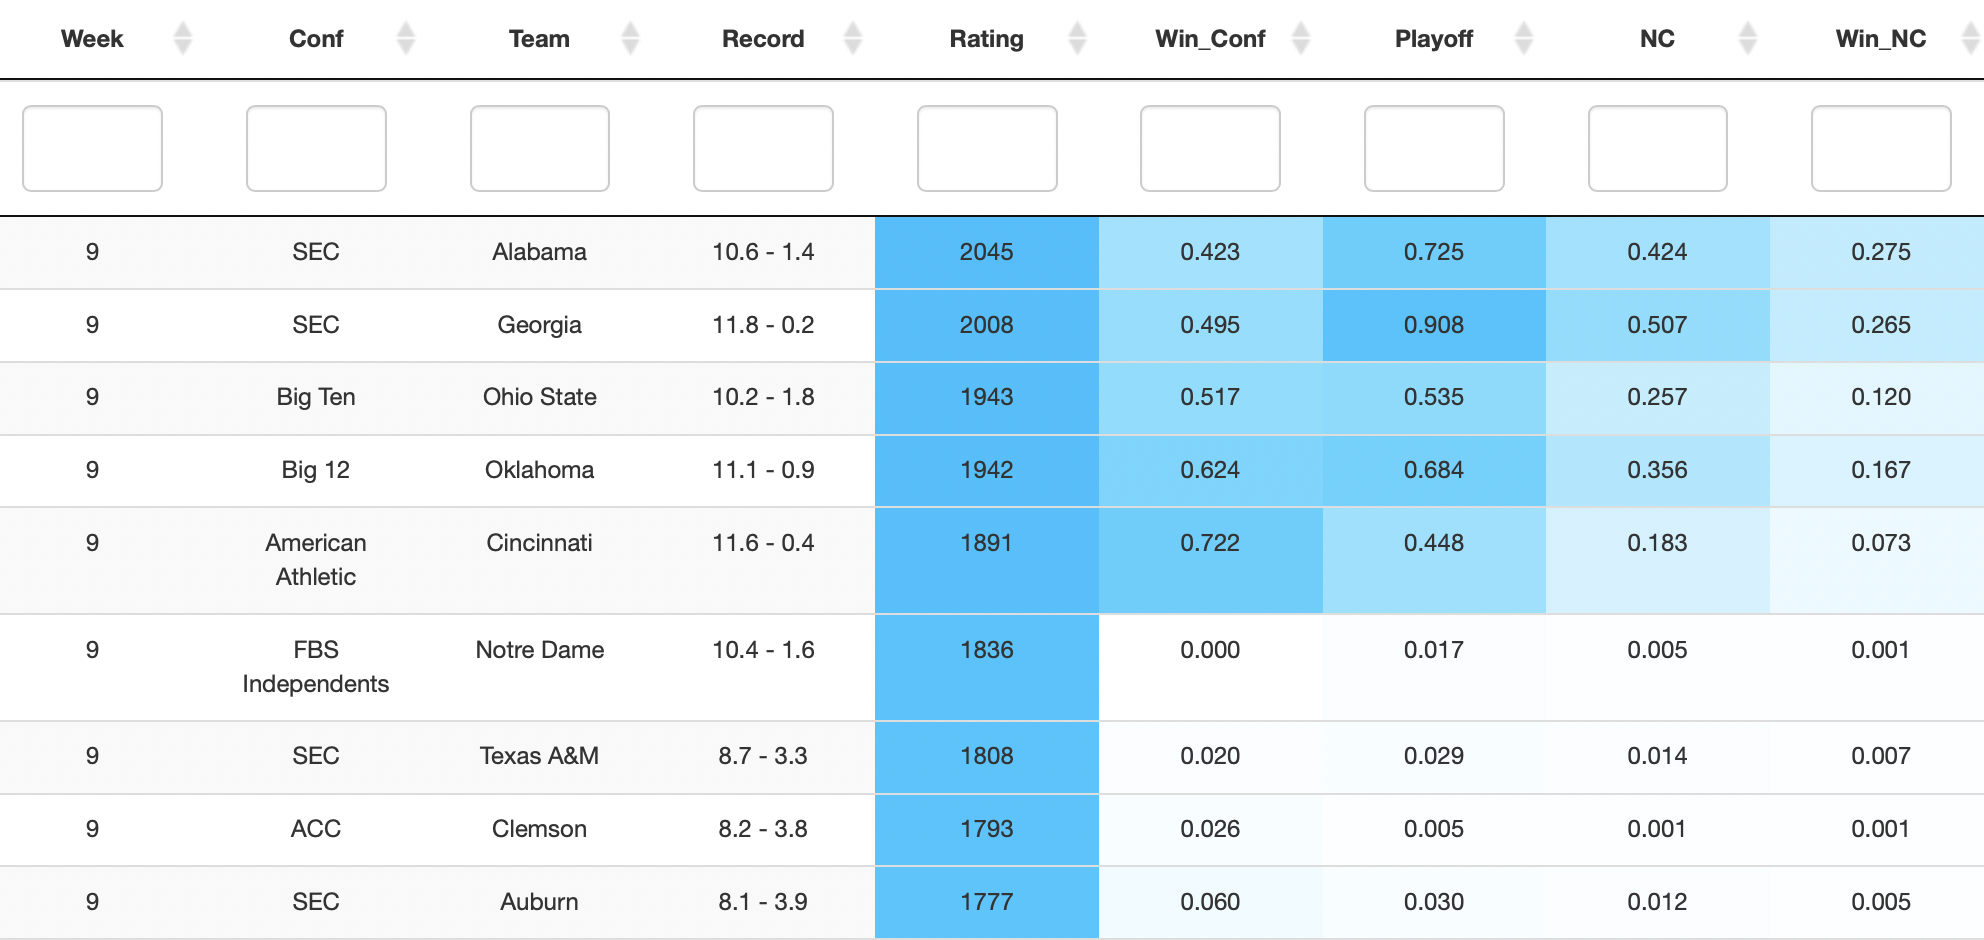 Week Conf Team Record Rating Win_Conf Playoff NC Win_NC
9 SEC Alabama 10.6 - 1.4 2045 0.423 0.725 0.424 0.275
9 SEC Georgia 11.8 - 0.2 2008 0.495 0.908 0.507 0.265
9 Big Ten Ohio State 10.2 - 1.8 1943 0.517 0.535 0.257 0.120
9 Big 12 Oklahoma 11.1 - 0.9 1942 0.624 0.684 0.356 0.167
9 American Cincinnati 11.6 - 0.4 1891 0.722 0.448 0.183 0.073
Athletic
9 FBS Notre Dame 10.4 - 1.6 1836 0.000 0.017 0.005 0.001
Independents
9 SEC Texas A&M 8.7 - 3.3 1808 0.020 0.029 0.014 0.007
9 ACC Clemson 8.2 - 3.8 1793 0.026 0.005 0.001 0.001
9 SEC Auburn 8.1 - 3.9 1777 0.060 0.030 0.012 0.005